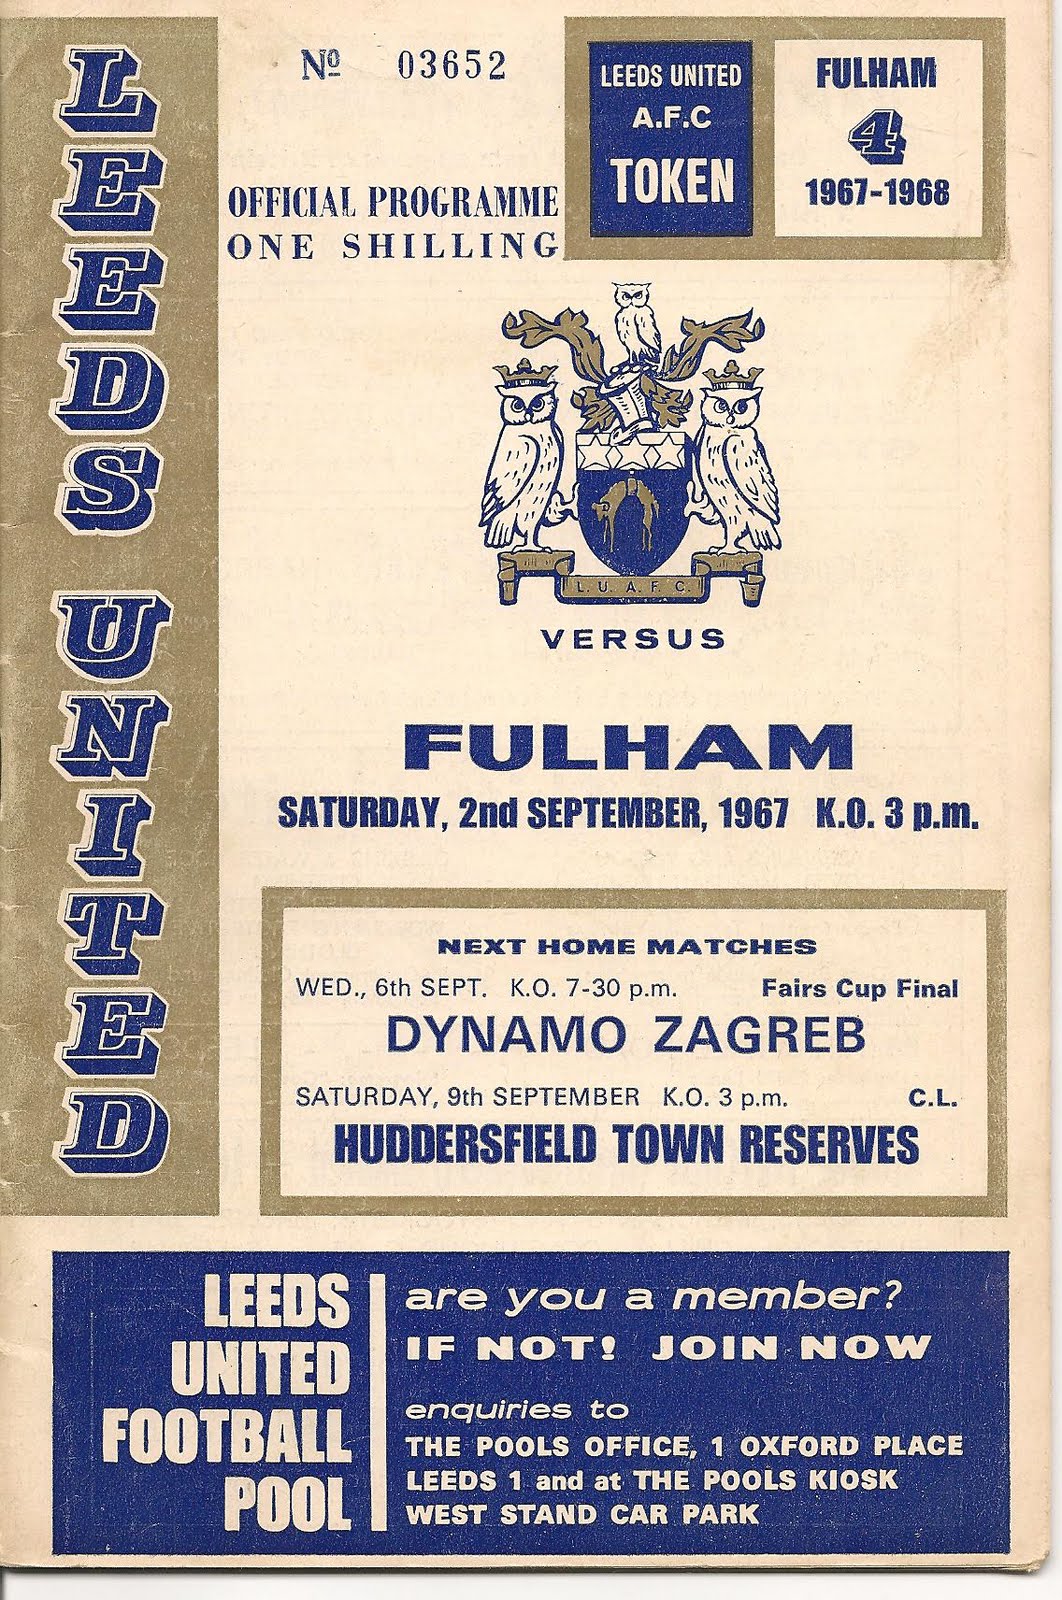 LEEDS UNITED
Nº 03652
OFFICIAL PROGRAMME
ONE SHILLING
LEEDS UNITED
A.F.C
TOKEN
FULHAM
4
1967-1968
L. U. A. F. C.
VERSUS
FULHAM
SATURDAY, 2nd SEPTEMBER, 1967 K.O. 3 p.m.
NEXT HOME MATCHES
WED., 6th SEPT. K.O. 7-30 p.m. Fairs Cup Final
DYNAMO ZAGREB
SATURDAY, 9th SEPTEMBER K.O. 3 p.m. C.L.
HUDDERSFIELD TOWN RESERVES
LEEDS
UNITED
FOOTBALL
POOL
are you a member?
IF NOT! JOIN NOW
enquiries to
THE POOLS OFFICE, 1 OXFORD PLACE
LEEDS 1 and at THE POOLS KIOSK
WEST STAND CAR PARK